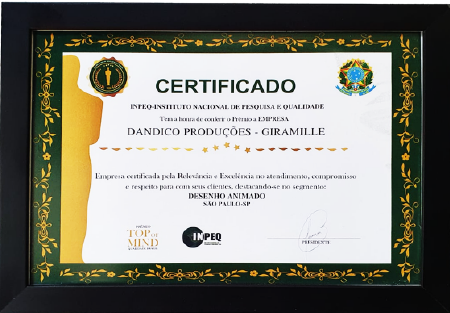 CERTIFICADO
INPEQ-INSTITUTO NACIONAL DE PESQUISA E QUALIDADE
Tem a honra de conferir o Prêmio a EMPRESA
DANDICO PRODUÇÕES - GIRAMILLE
Empresa certificada pela Relevância e Excelência no atendimento, compromisso
e respeito para com seus clientes, destacando-se no segmento:
DESENHO ANIMADO
SÃO PAULO-SP
PRÊMIO
TOP OF
MIND
INPEQ
PRESIDENTE